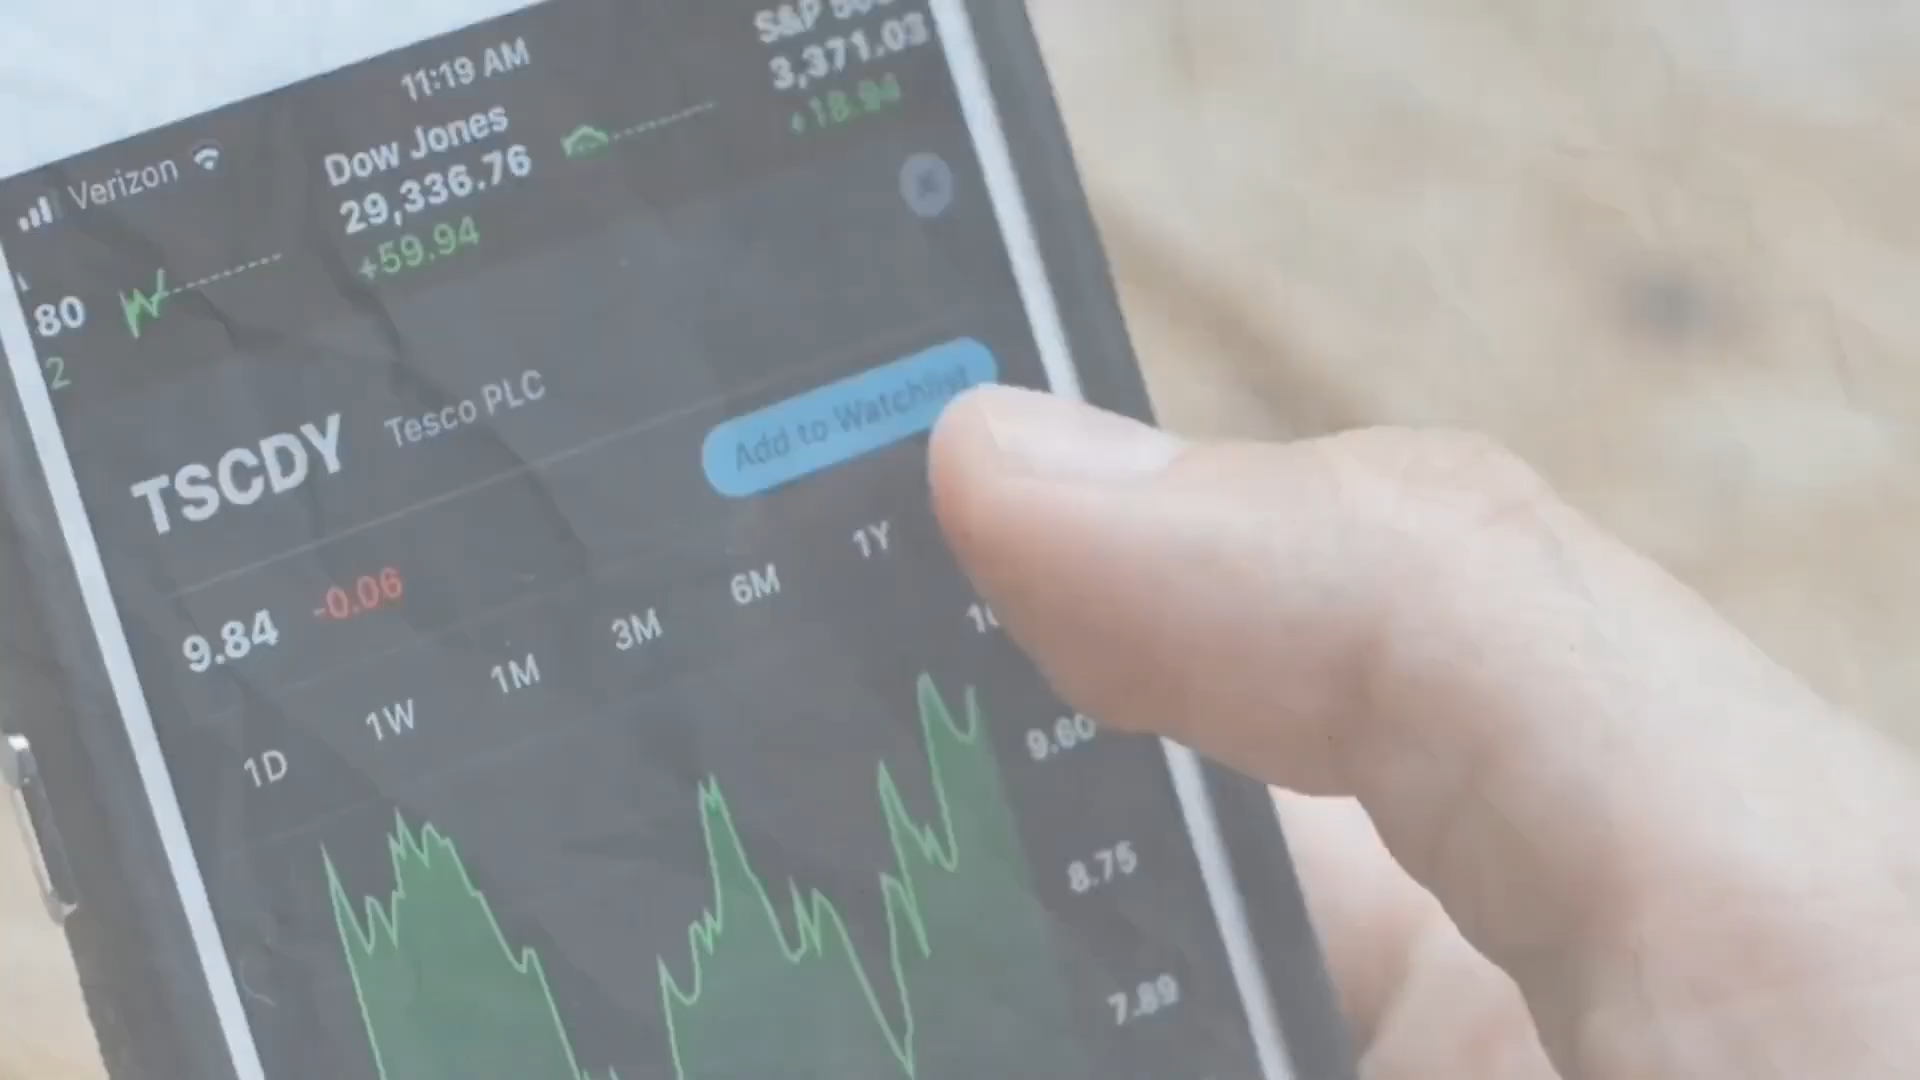 11:19 AM
Verizon
Dow Jones
29,336.76
+59.94
S&P
3,371.03
+18.94
80
2
TSCDY Tesco PLC
Add to Watchlist
9.84 -0.06
1D 1W 1M 3M 6M 1Y
9.60
8.75
7.89